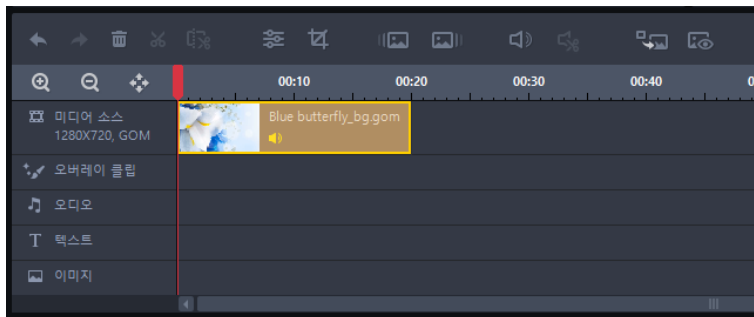 00:10 00:20 00:30 00:40 0
미디어 소스
1280X720, GOM
Blue butterfly_bg.gom
오버레이 클립
오디오
T 텍스트
이미지